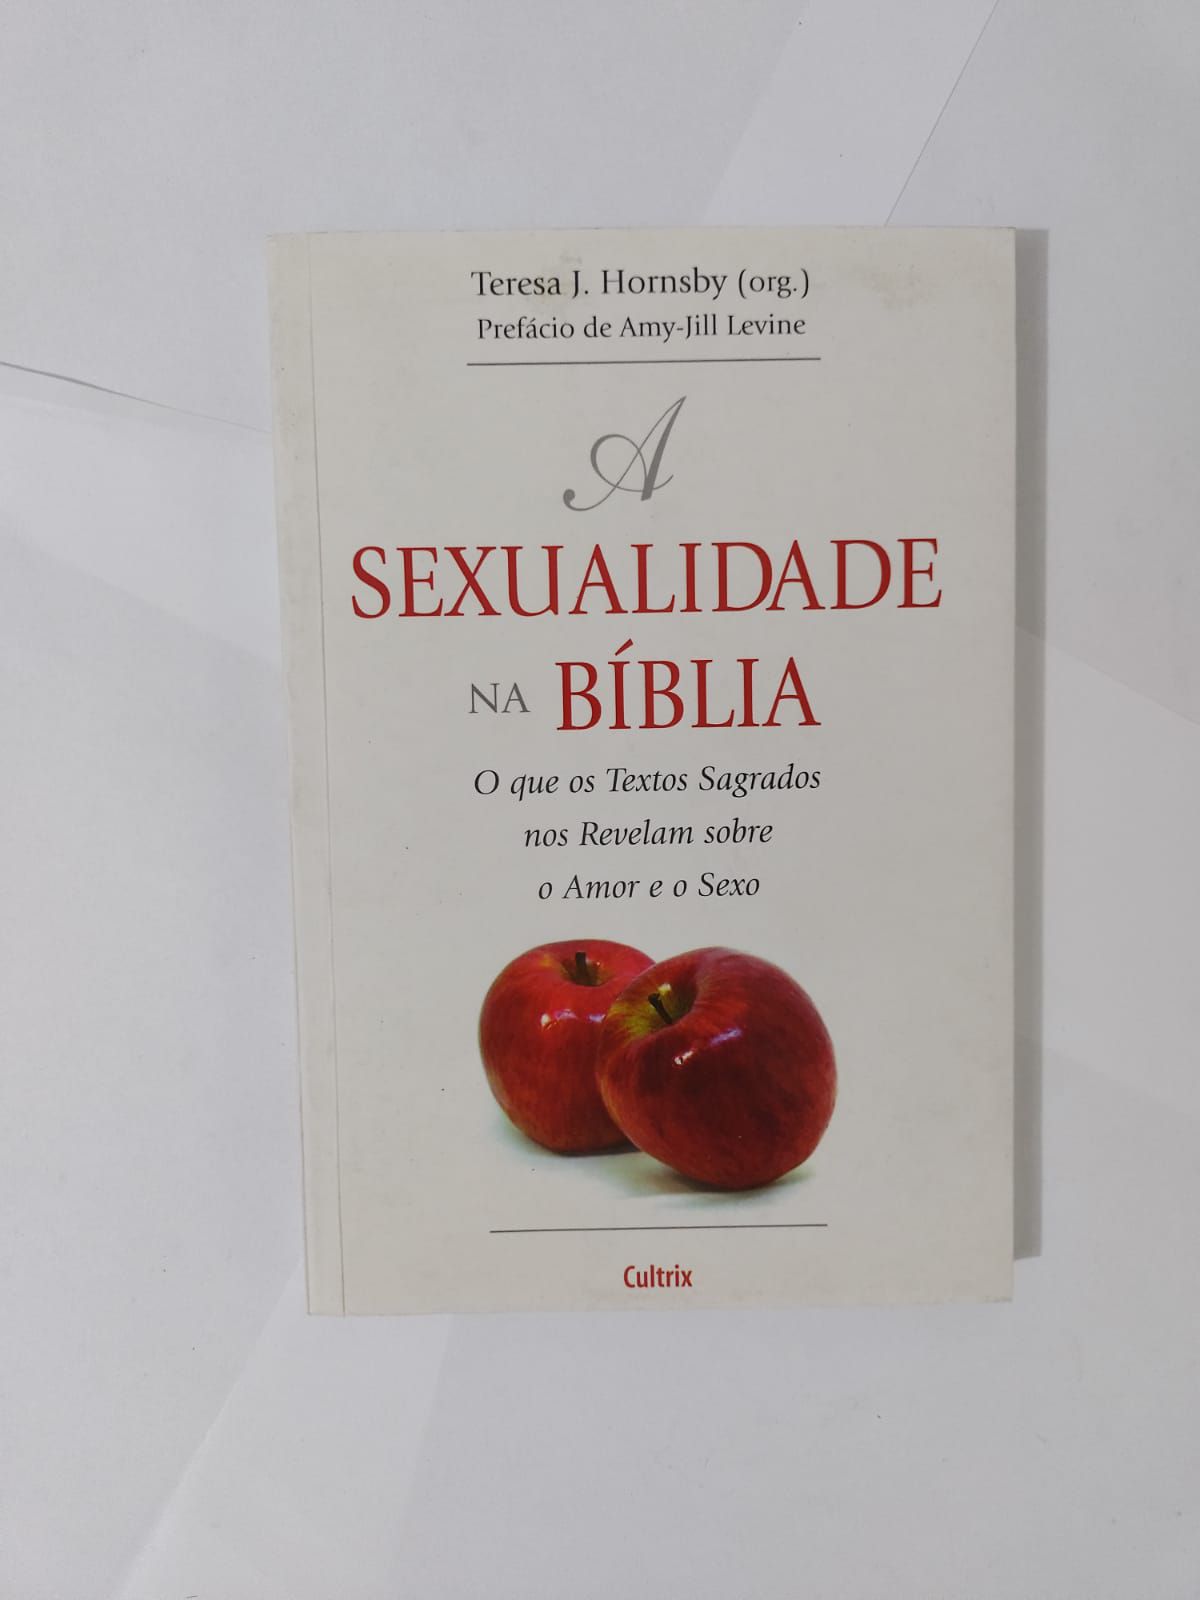 Teresa J. Hornsby (org.)
Prefácio de Amy-Jill Levine
A
SEXUALIDADE
NA BÍBLIA
O que os Textos Sagrados
nos Revelam sobre
o Amor e o Sexo
Cultrix